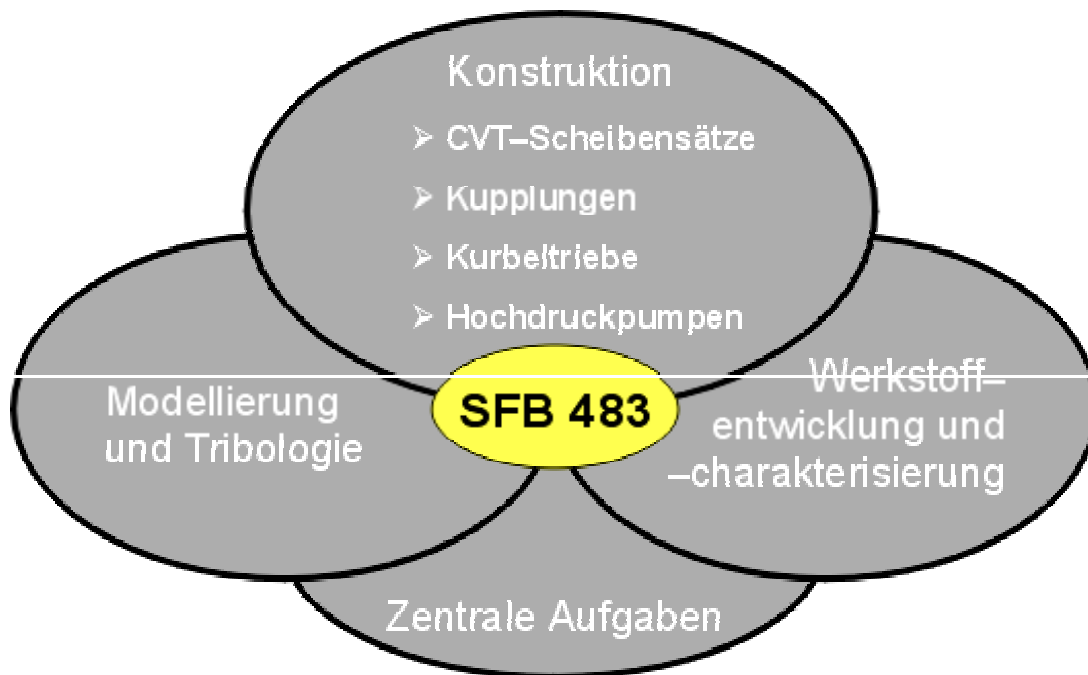 Konstruktion
➢ CVT–Scheibensätze
➢ Kupplungen
➢ Kurbeltriebe
➢ Hochdruckpumpen
Modellierung
und Tribologie
SFB 483
Werkstoff–
entwicklung und
–charakterisierung
Zentrale Aufgaben